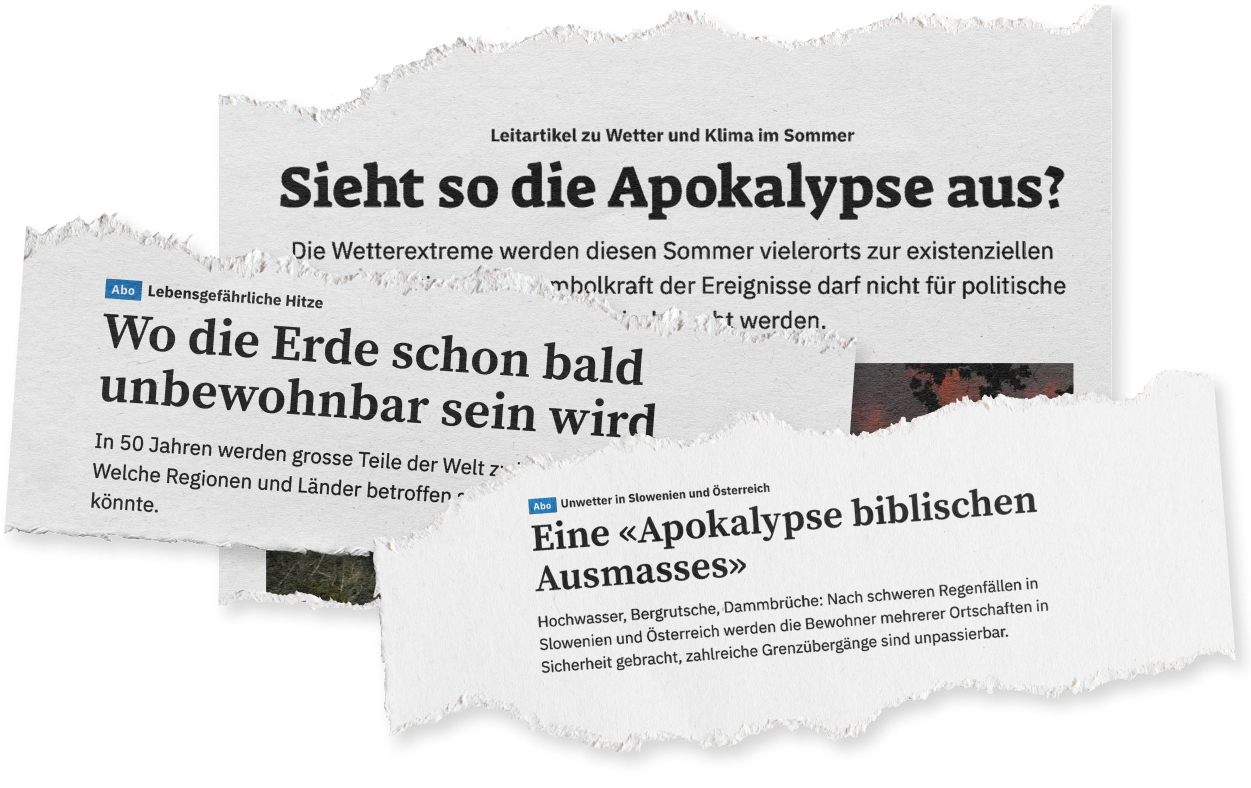 Leitartikel zu Wetter und Klima im Sommer
Sieht so die Apokalypse aus?
Die Wetterextreme werden diesen Sommer vielerorts zur existenziellen
der Ereignisse darf nicht für politische
werden.
Abo Lebensgefährliche Hitze
Wo die Erde schon bald
unbewohnbar sein wird
In 50 Jahren werden grosse Teile der Welt
Welche Regionen und Länder betroffen
könnte.
Abo Unwetter in Slowenien und Österreich
Eine «Apokalypse biblischen
Ausmasses»
Hochwasser, Bergrutsche, Dammbrüche: Nach schweren Regenfällen in
Slowenien und Österreich werden die Bewohner mehrerer Ortschaften in
Sicherheit gebracht, zahlreiche Grenzübergänge sind unpassierbar.